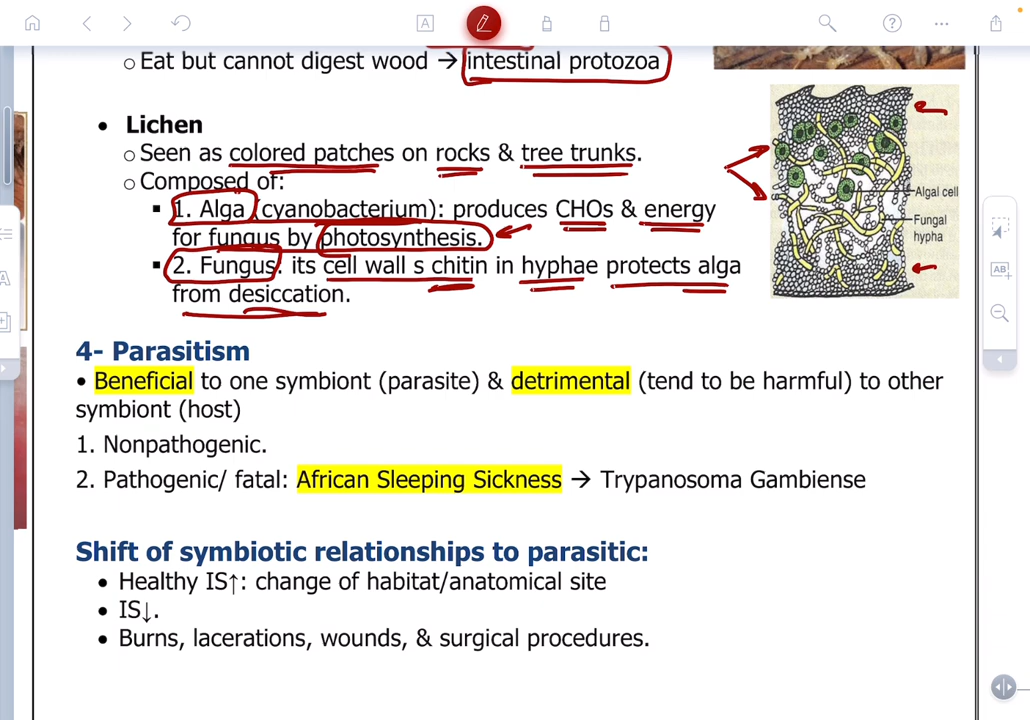 Eat but cannot digest wood → intestinal protozoa
• Lichen
Seen as colored patches on rocks & tree trunks.
Composed of:
1. Alga (cyanobacterium): produces CHOs & energy
for fungus by photosynthesis.
2. Fungus: its cell wall s chitin in hyphae protects alga
from desiccation.
Algal cell
Fungal
hypha
4- Parasitism
• Beneficial to one symbiont (parasite) & detrimental (tend to be harmful) to other
symbiont (host)
1. Nonpathogenic.
2. Pathogenic/ fatal: African Sleeping Sickness → Trypanosoma Gambiense
Shift of symbiotic relationships to parasitic:
• Healthy IS↑: change of habitat/anatomical site
• IS↓.
• Burns, lacerations, wounds, & surgical procedures.